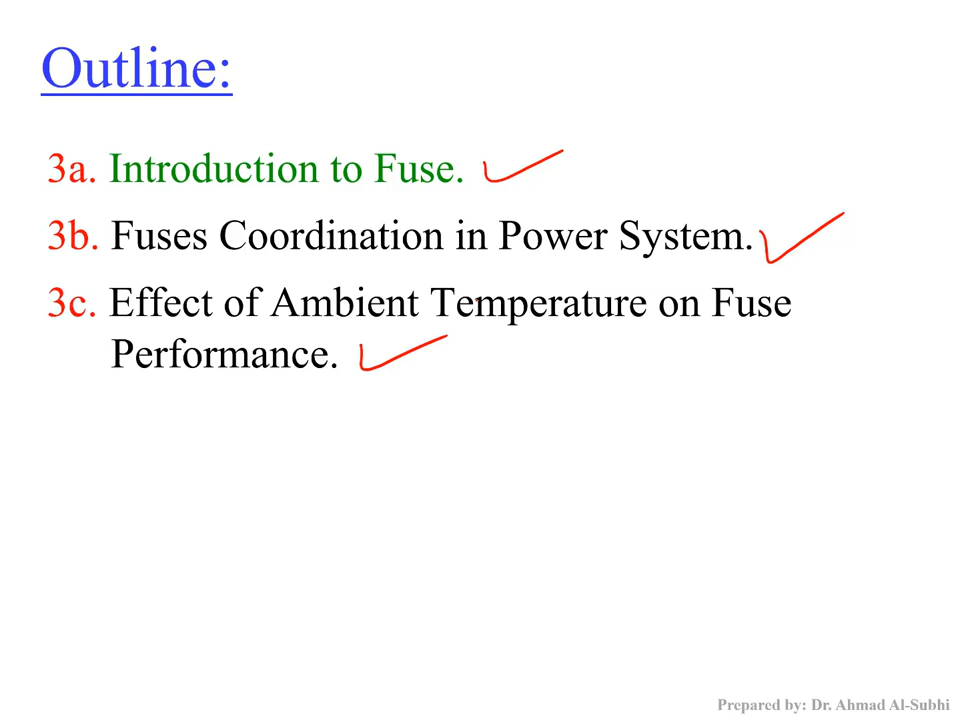 Outline:
3a. Introduction to Fuse.
3b. Fuses Coordination in Power System.
3c. Effect of Ambient Temperature on Fuse
Performance.
Prepared by: Dr. Ahmad Al-Subhi